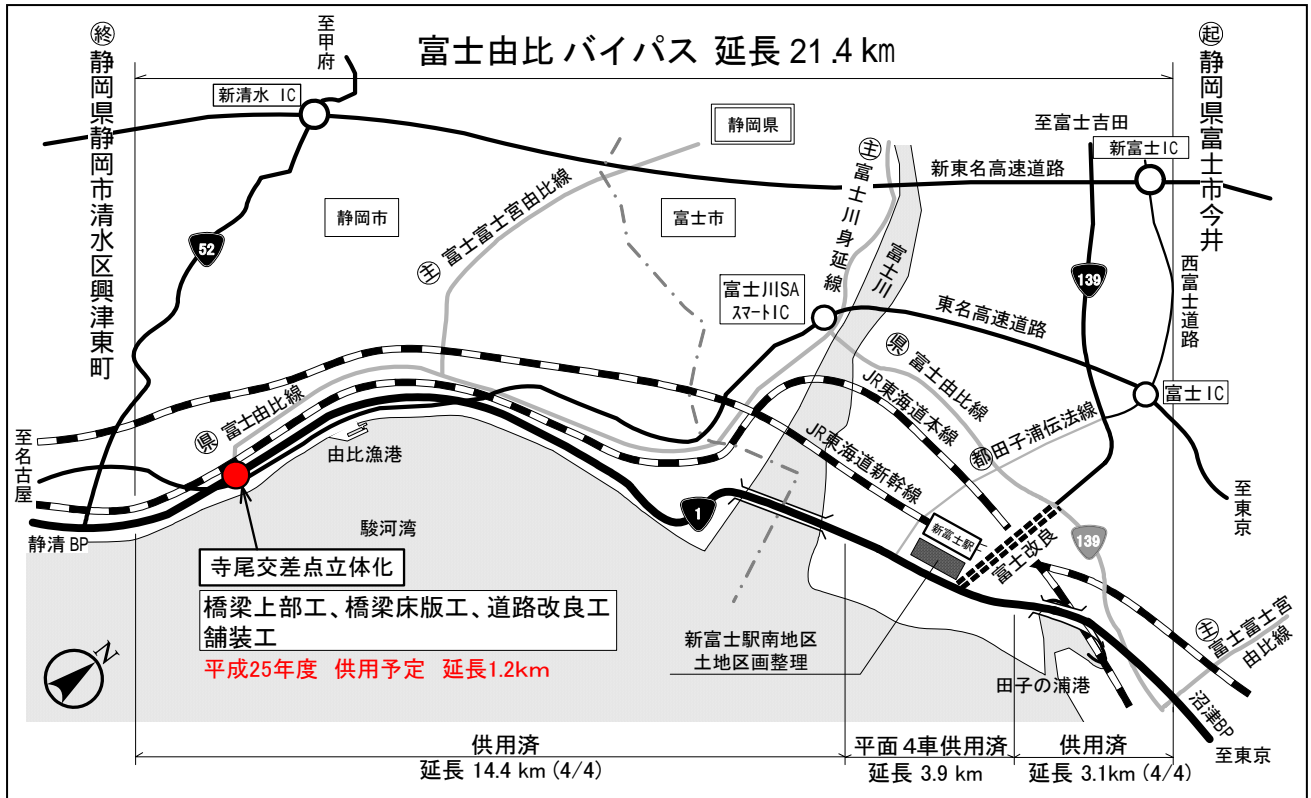 富士由比 バイパス 延長 21.4 km
終 静岡県静岡市清水区興津東町
起 静岡県富士市今井
至甲府
新清水 IC
静岡県
至富士吉田
新富士IC
新東名高速道路
主 富士川身延線
富士川
静岡市
主 富士富士宮由比線
富士市
52
139
西富士道路
富士川SA
スマートIC
東名高速道路
県 富士由比線
JR東海道本線
富士IC
都 田子浦伝法線
JR東海道新幹線
県 富士由比線
至名古屋
由比漁港
至東京
1
新富士駅
富士改良
139
静清 BP
駿河湾
寺尾交差点立体化
橋梁上部工、橋梁床版工、道路改良工
舗装工
平成25年度 供用予定 延長1.2km
新富士駅南地区
土地区画整理
主 富士富士宮
由比線
田子の浦港
沼津BP
至東京
N
供用済
延長 14.4 km (4/4)
平面4車供用済
延長 3.9 km
供用済
延長 3.1km (4/4)